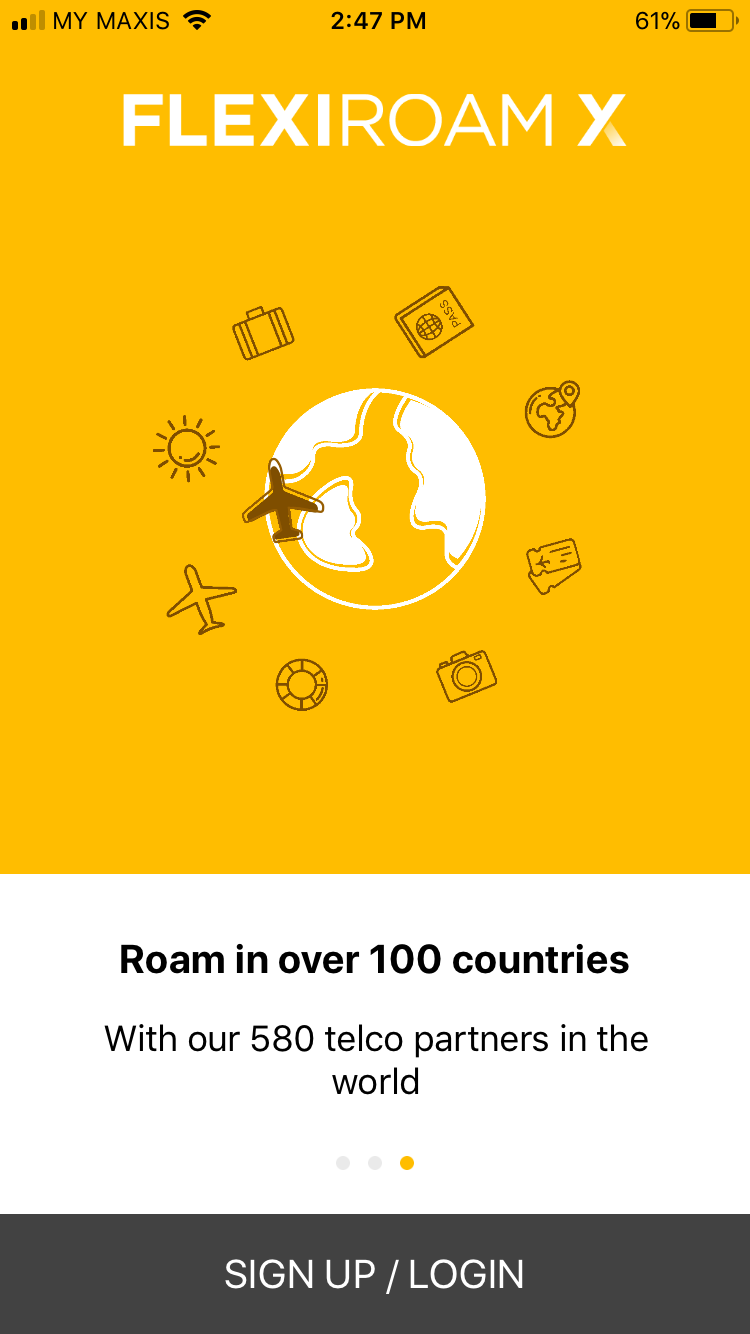 MY MAXIS 2:47 PM 61%
FLEXIROAM X
PASS
Roam in over 100 countries
With our 580 telco partners in the
world
SIGN UP / LOGIN